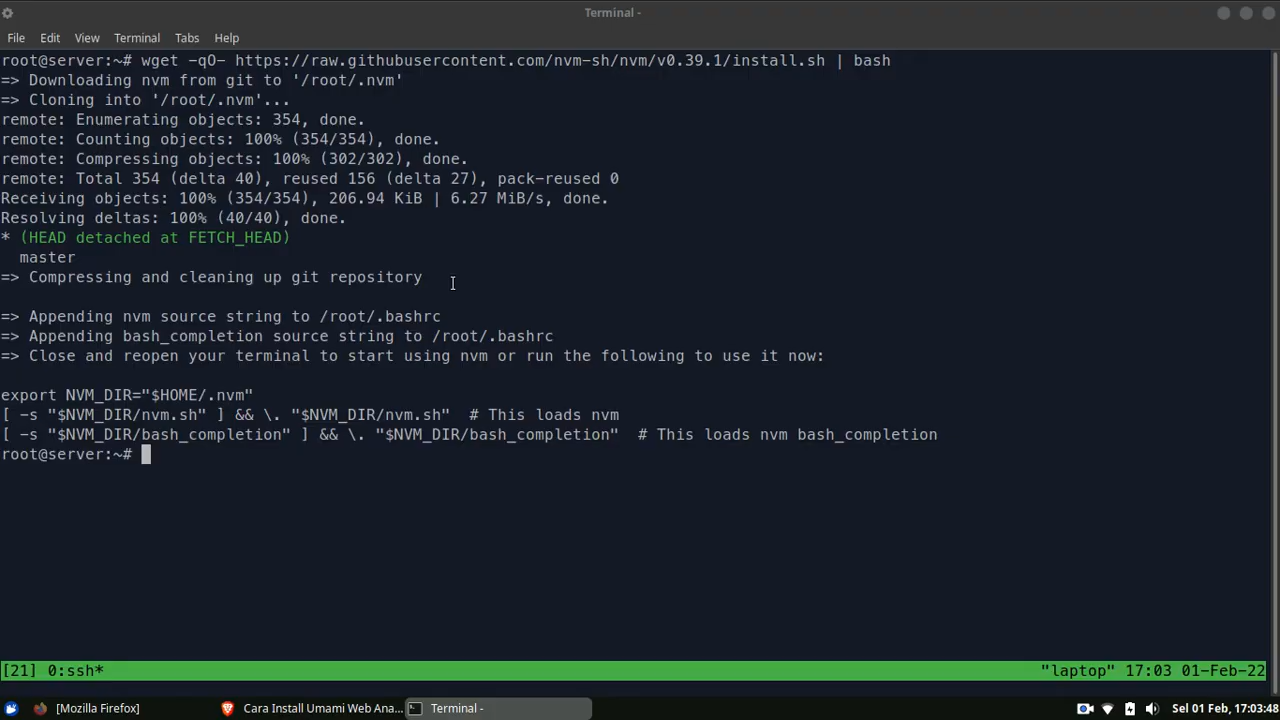 Terminal -
File Edit View Terminal Tabs Help
root@server:~# wget -qO- https://raw.githubusercontent.com/nvm-sh/nvm/v0.39.1/install.sh | bash
=> Downloading nvm from git to '/root/.nvm'
=> Cloning into '/root/.nvm'...
remote: Enumerating objects: 354, done.
remote: Counting objects: 100% (354/354), done.
remote: Compressing objects: 100% (302/302), done.
remote: Total 354 (delta 40), reused 156 (delta 27), pack-reused 0
Receiving objects: 100% (354/354), 206.94 KiB | 6.27 MiB/s, done.
Resolving deltas: 100% (40/40), done.
* (HEAD detached at FETCH_HEAD)
  master
=> Compressing and cleaning up git repository
=> Appending nvm source string to /root/.bashrc
=> Appending bash_completion source string to /root/.bashrc
=> Close and reopen your terminal to start using nvm or run the following to use it now:
export NVM_DIR="$HOME/.nvm"
[ -s "$NVM_DIR/nvm.sh" ] && \. "$NVM_DIR/nvm.sh"  # This loads nvm
[ -s "$NVM_DIR/bash_completion" ] && \. "$NVM_DIR/bash_completion"  # This loads nvm bash_completion
root@server:~#
[21] 0:ssh* "laptop" 17:03 01-Feb-22
[Mozilla Firefox] Cara Install Umami Web Ana... Terminal - Sel 01 Feb, 17:03:48